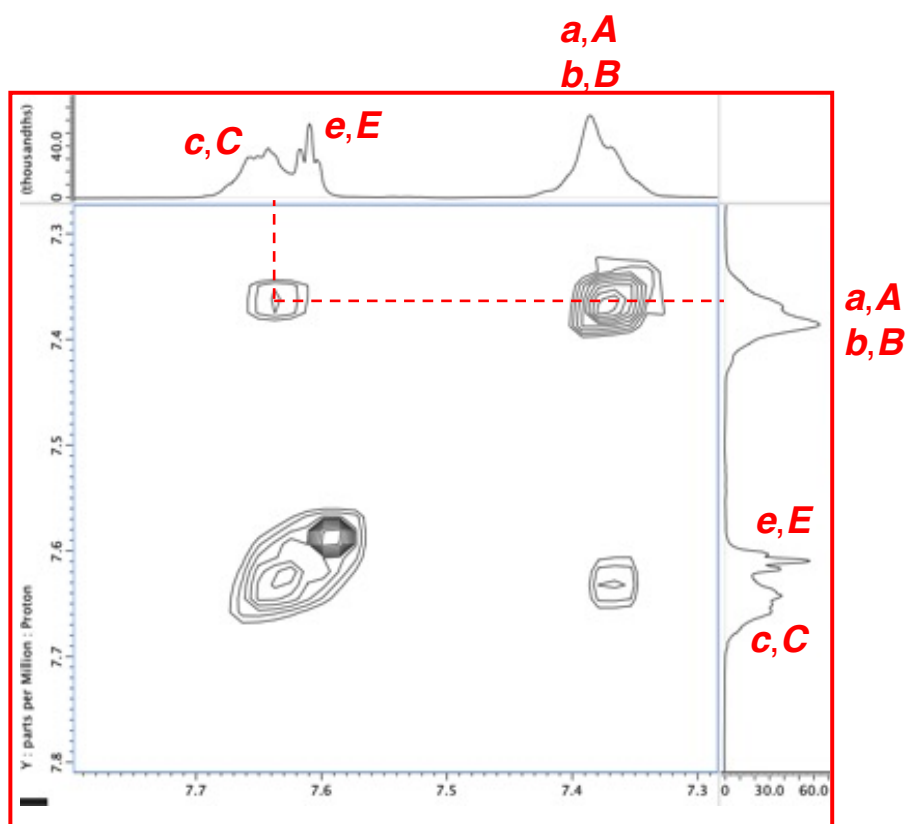 a,A
b,B
(thousandths)
40.0
0
c,C
e,E
7.3
7.4
7.5
7.6
7.7
7.8
Y : parts per Million : Proton
a,A
b,B
e,E
c,C
7.7
7.6
7.5
7.4
7.3
0
30.0
60.0